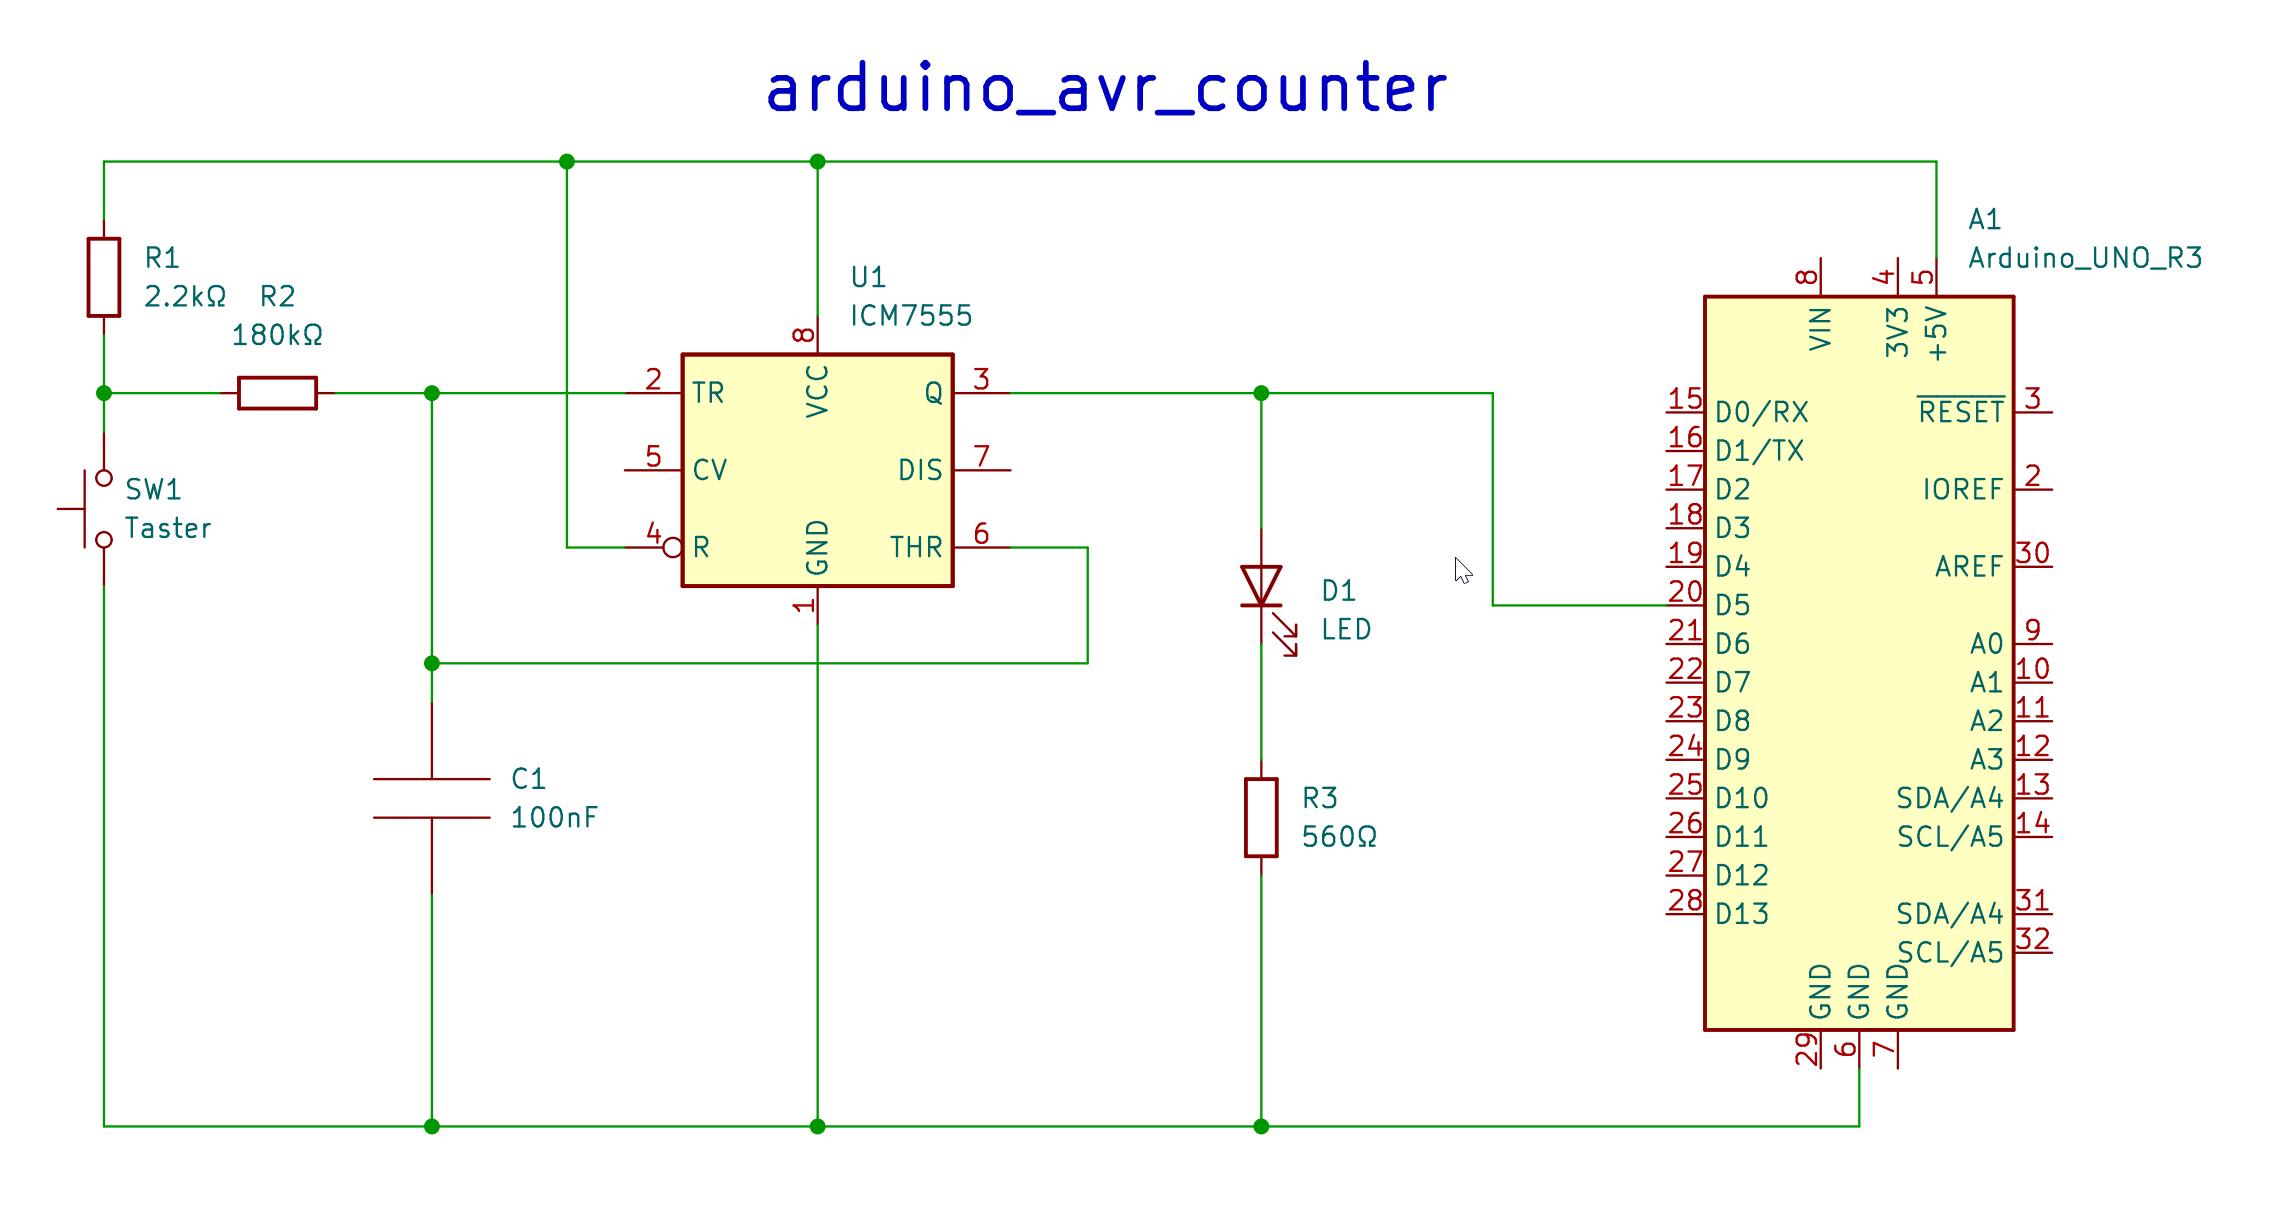 arduino_avr_counter
A1
Arduino_UNO_R3
R1
2.2kΩ
R2
180kΩ
U1
ICM7555
8
2
TR
VCC
Q
3
5
CV
DIS
7
4
R
GND
THR
6
1
SW1
Taster
D1
LED
C1
100nF
R3
560Ω
8
4
5
VIN
3V3
+5V
15
D0/RX
RESET
3
16
D1/TX
17
D2
IOREF
2
18
D3
19
D4
AREF
30
20
D5
21
D6
A0
9
22
D7
A1
10
23
D8
A2
11
24
D9
A3
12
25
D10
SDA/A4
13
26
D11
SCL/A5
14
27
D12
28
D13
SDA/A4
31
SCL/A5
32
GND
GND
GND
29
6
7